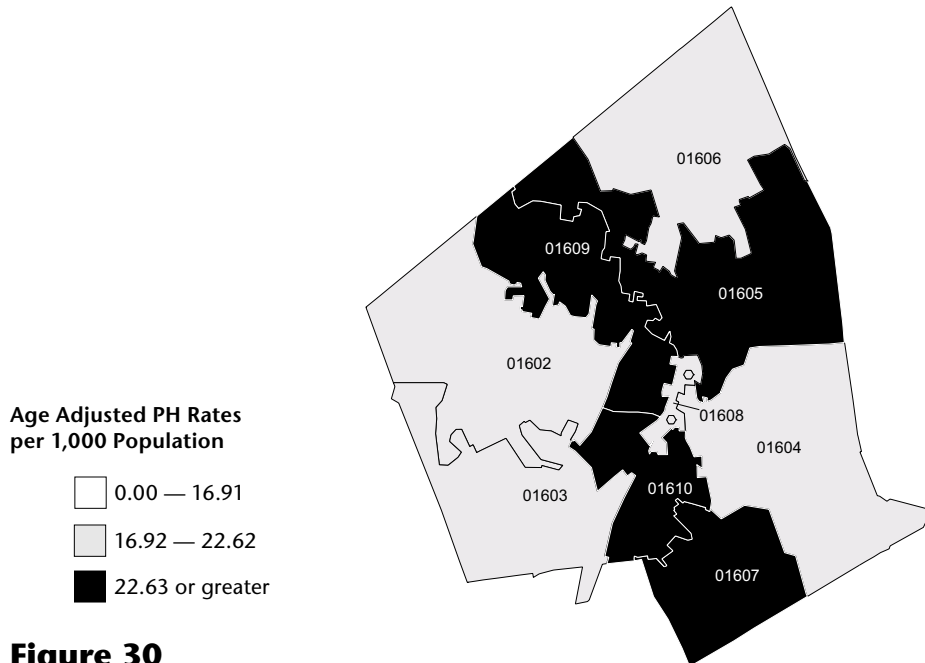 01606
01609
01605
01602
01608
01604
01603
01610
01607
Age Adjusted PH Rates
per 1,000 Population
0.00 — 16.91
16.92 — 22.62
22.63 or greater
Figure 30